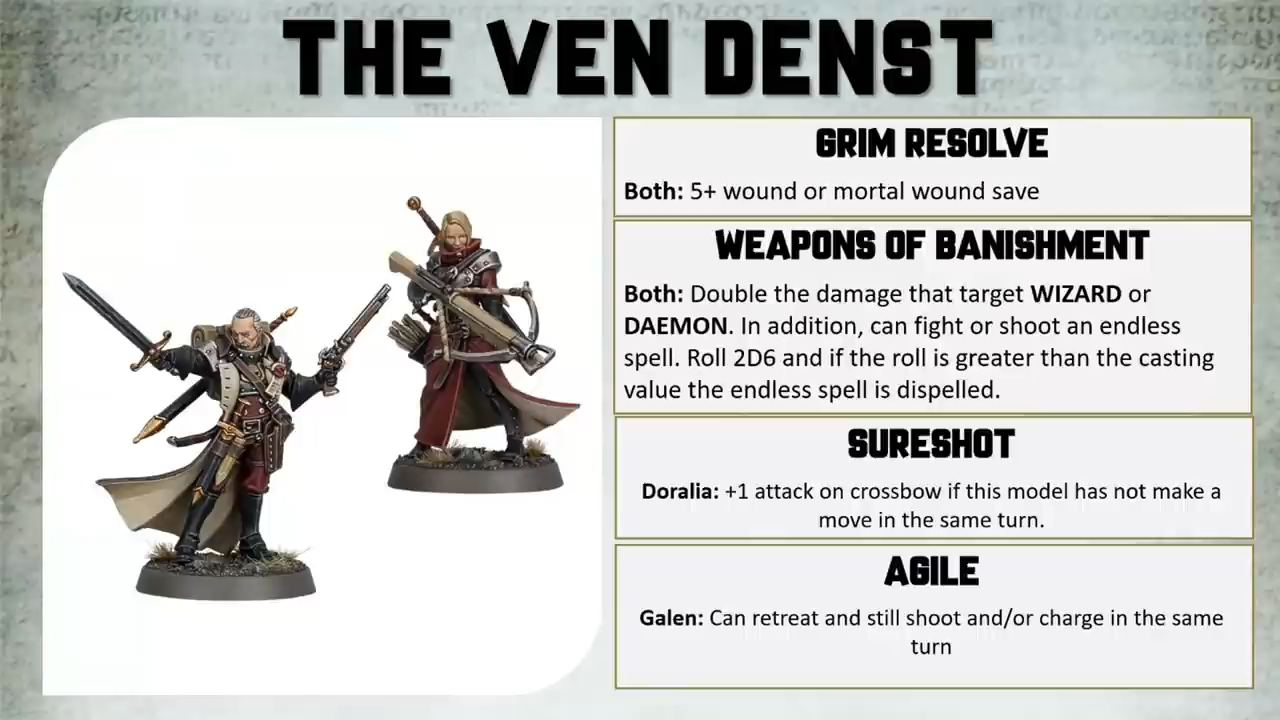 THE VEN DENST
GRIM RESOLVE
Both: 5+ wound or mortal wound save
WEAPONS OF BANISHMENT
Both: Double the damage that target WIZARD or
DAEMON. In addition, can fight or shoot an endless
spell. Roll 2D6 and if the roll is greater than the casting
value the endless spell is dispelled.
SURESHOT
Doralia: +1 attack on crossbow if this model has not make a
move in the same turn.
AGILE
Galen: Can retreat and still shoot and/or charge in the same
turn